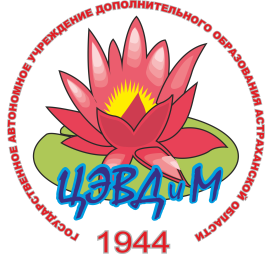 ГОСУДАРСТВЕННОЕ АВТОНОМНОЕ УЧРЕЖДЕНИЕ ДОПОЛНИТЕЛЬНОГО ОБРАЗОВАНИЯ АСТРАХАНСКОЙ ОБЛАСТИ
ЦЭВДиМ
1944